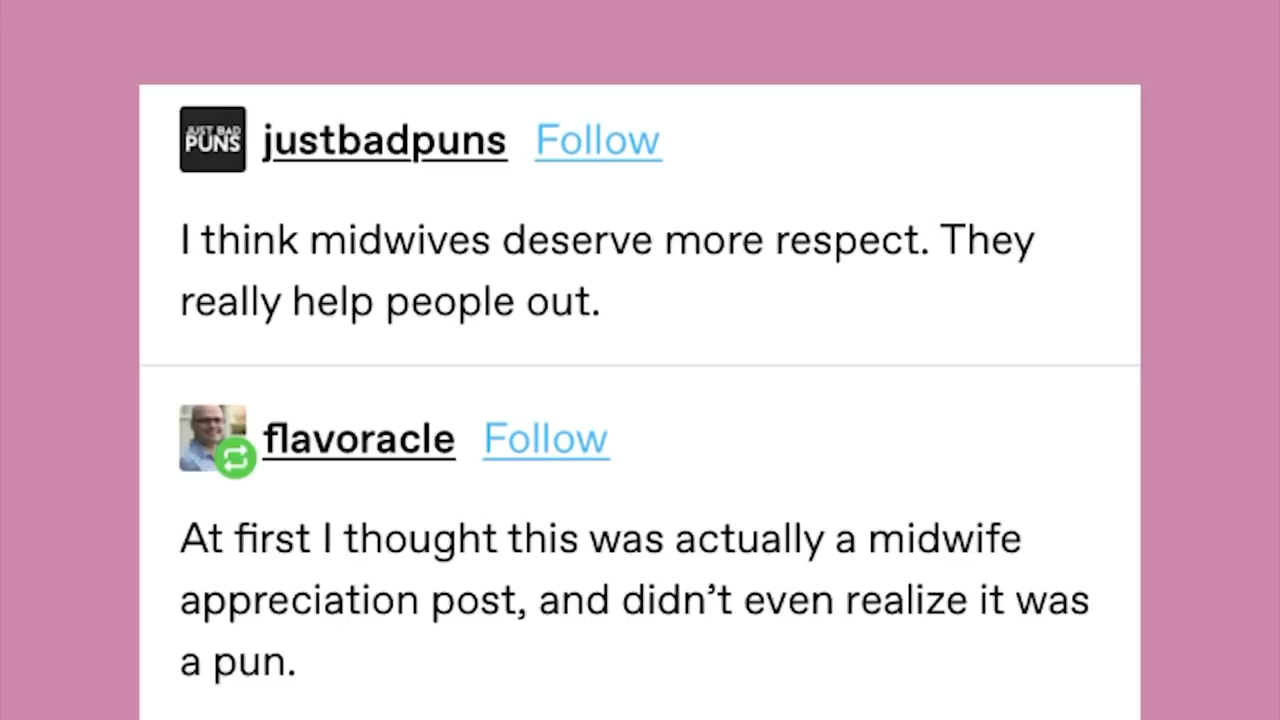 JUST BAD
PUNS
justbadpuns Follow
I think midwives deserve more respect. They
really help people out.
flavoracle Follow
At first I thought this was actually a midwife
appreciation post, and didn’t even realize it was
a pun.